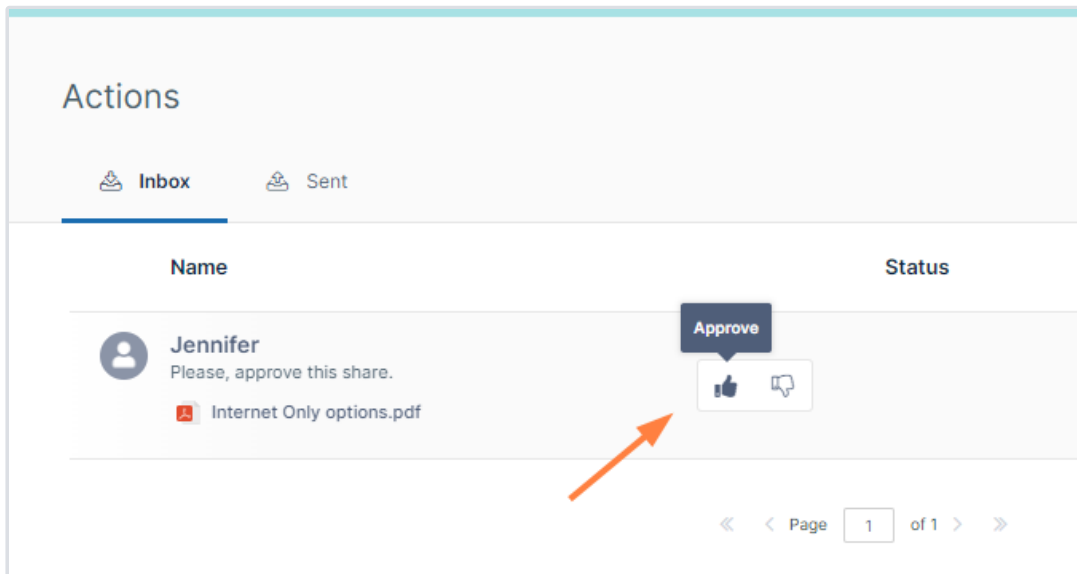 Actions
Inbox
Sent
Name
Status
Approve
Jennifer
Please, approve this share.
Internet Only options.pdf
Page 1 of 1